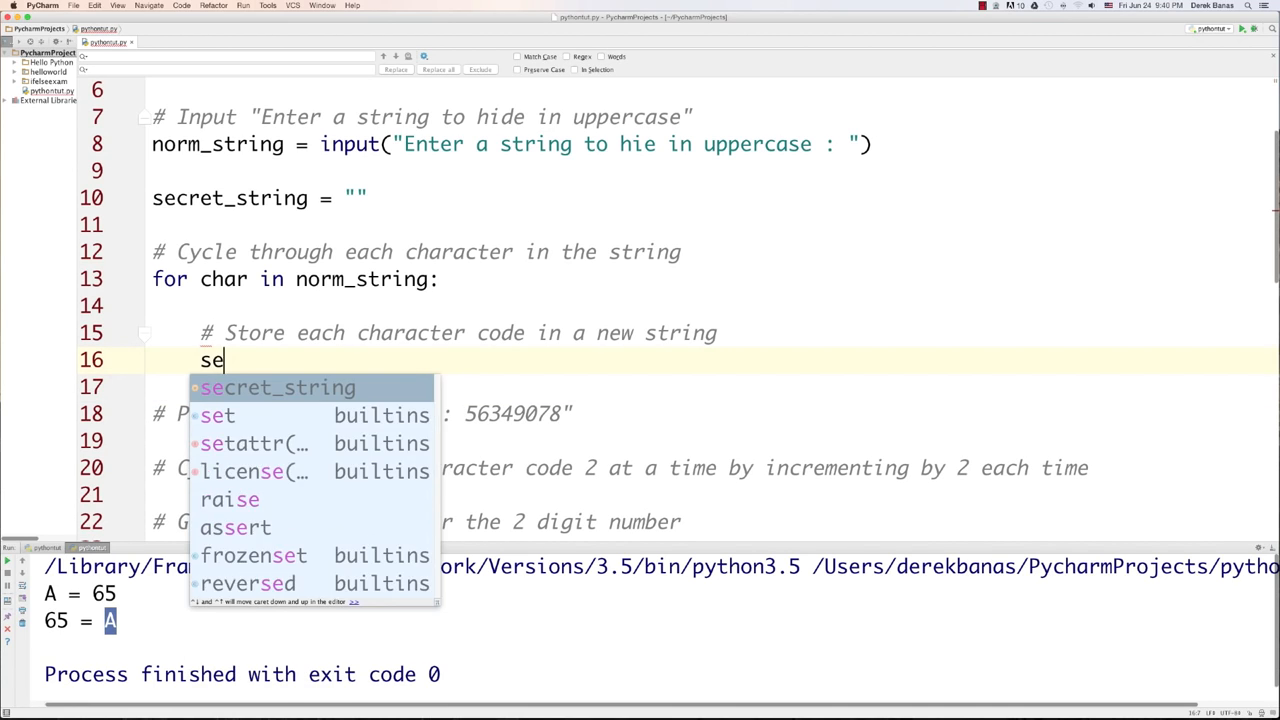 PyCharm File Edit View Navigate Code Refactor Run Tools VCS Window Help Fri Jun 24 9:40 PM Derek Banas
pythontut.py - PycharmProjects - [~/PycharmProjects]
PycharmProjects pythontut.py pythontut
pythontut.py ×
PycharmProject
Hello Python
helloworld
ifelseexam
pythontut.py
External Librarie
Match Case Regex Words
Replace Replace all Exclude Preserve Case In Selection
6
7 # Input "Enter a string to hide in uppercase"
8 norm_string = input("Enter a string to hie in uppercase : ")
9
10 secret_string = ""
11
12 # Cycle through each character in the string
13 for char in norm_string:
14
15 # Store each character code in a new string
16 se
17
18 # P : 56349078"
19
20 # C racter code 2 at a time by incrementing by 2 each time
21
22 # G r the 2 digit number
secret_string
set builtins
setattr(… builtins
license(… builtins
raise
assert
frozenset builtins
reversed builtins
^↓ and ^↑ will move caret down and up in the editor >>
Run: pythontut pythontut
/Library/Fra work/Versions/3.5/bin/python3.5 /Users/derekbanas/PycharmProjects/pytho
A = 65
65 = A
Process finished with exit code 0
16:7 LF÷ UTF-8÷